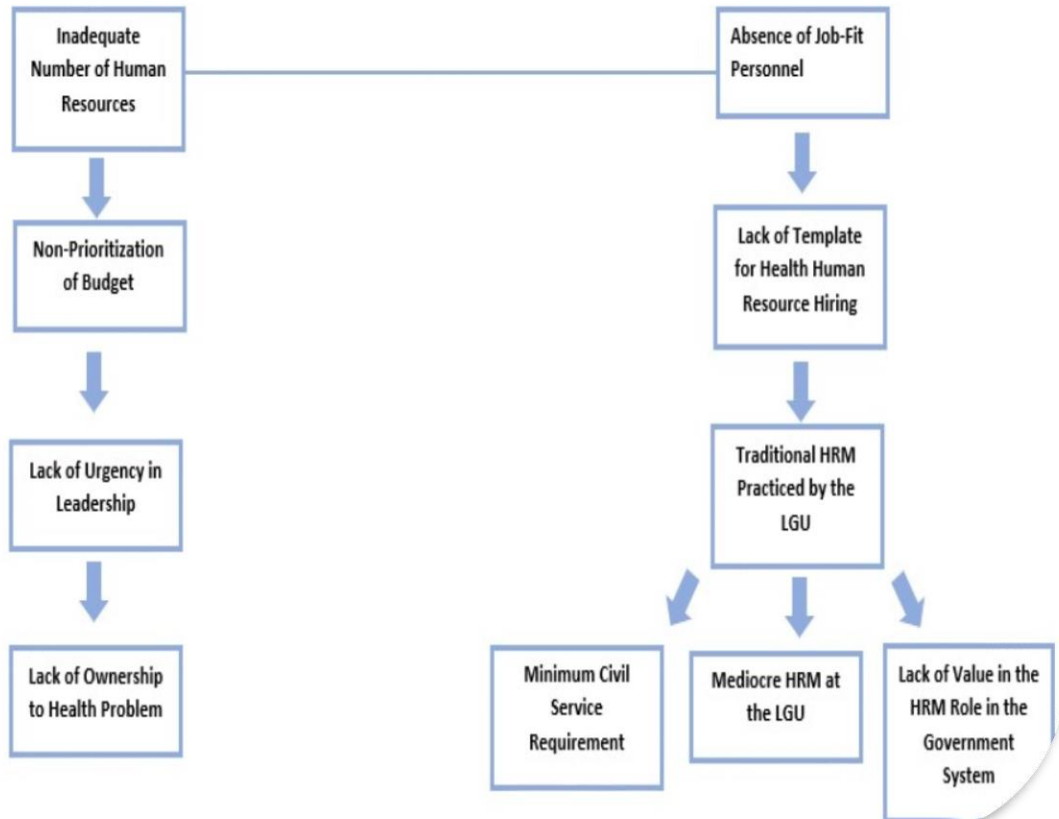 Inadequate
Number of Human
Resources
Absence of Job-Fit
Personnel
Non-Prioritization
of Budget
Lack of Template
for Health Human
Resource Hiring
Lack of Urgency in
Leadership
Traditional HRM
Practiced by the
LGU
Lack of Ownership
to Health Problem
Minimum Civil
Service
Requirement
Mediocre HRM at
the LGU
Lack of Value in the
HRM Role in the
Government
System